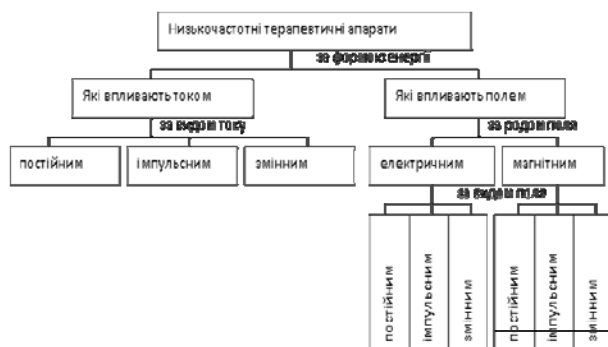 Низькочастотні терапевтичні апарати
за формою енергії
Які впливають током
Які впливають полем
за видом току
за родом поля
постійним
імпульсним
змінним
електричним
магнітним
за видом поля
постійним
імпульсним
змінним
постійним
імпульсним
змінним